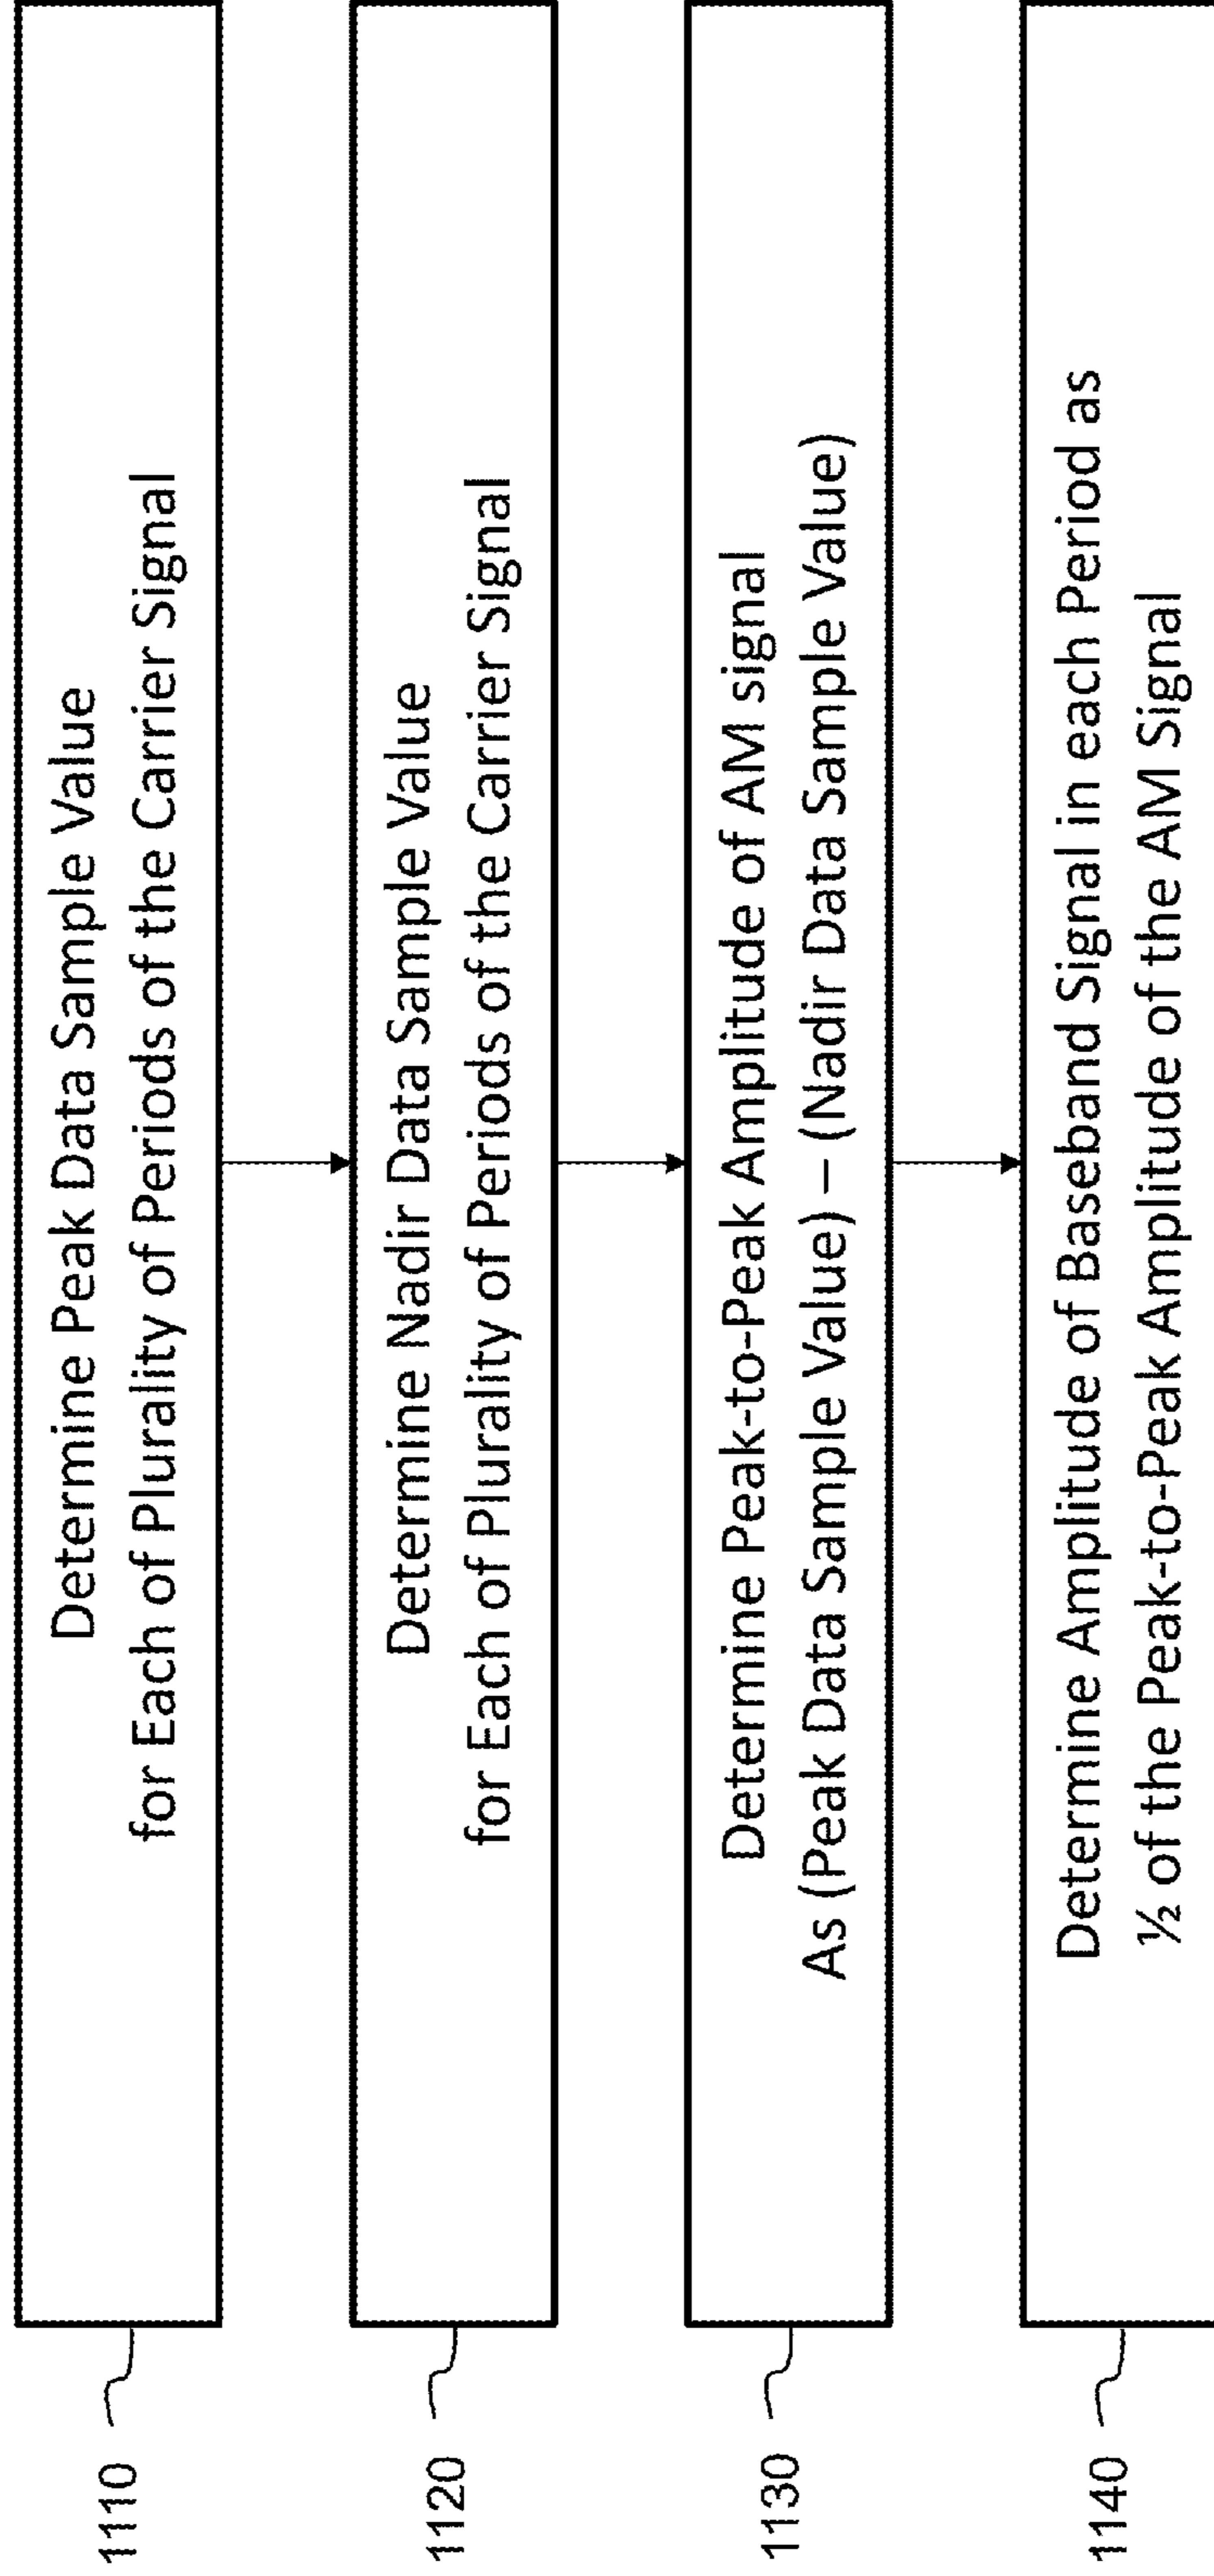 1110
Determine Peak Data Sample Value
for Each of Plurality of Periods of the Carrier Signal
1120
Determine Nadir Data Sample Value
for Each of Plurality of Periods of the Carrier Signal
1130
Determine Peak-to-Peak Amplitude of AM signal
As (Peak Data Sample Value) – (Nadir Data Sample Value)
1140
Determine Amplitude of Baseband Signal in each Period as
½ of the Peak-to-Peak Amplitude of the AM Signal